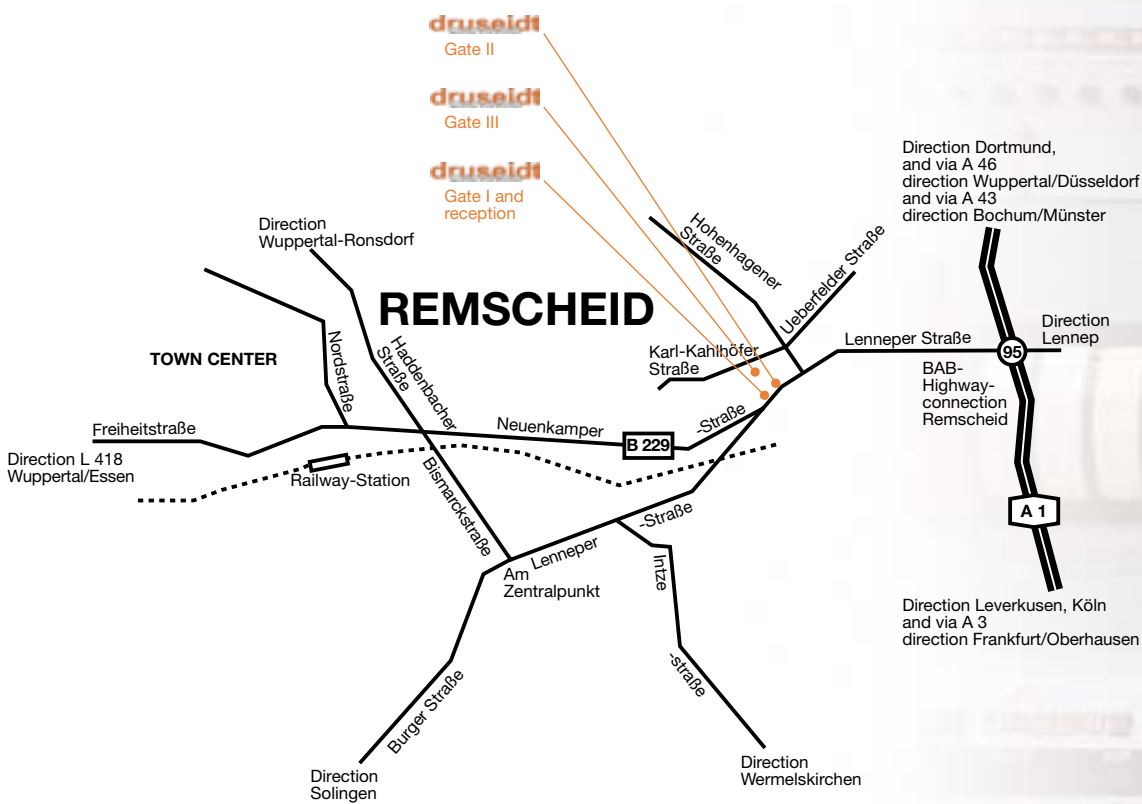 druseidt
Gate II
druseidt
Gate III
druseidt
Gate I and
reception
Direction Dortmund,
and via A 46
direction Wuppertal/Düsseldorf
and via A 43
direction Bochum/Münster
Direction
Wuppertal-Ronsdorf
Hohenhagener
Straße
Ueberfelder Straße
REMSCHEID
TOWN CENTER
Nordstraße
Haddenbacher
Straße
Karl-Kahlhöfer
Straße
Lenneper Straße
95
Direction
Lennep
BAB-
Highway-
connection
Remscheid
Freiheitstraße
Neuenkamper
B 229
-Straße
Direction L 418
Wuppertal/Essen
Railway-Station
Bismarckstraße
A 1
Lenneper
-Straße
Am
Zentralpunkt
Intze
-straße
Direction Leverkusen, Köln
and via A 3
direction Frankfurt/Oberhausen
Burger Straße
Direction
Solingen
Direction
Wermelskirchen